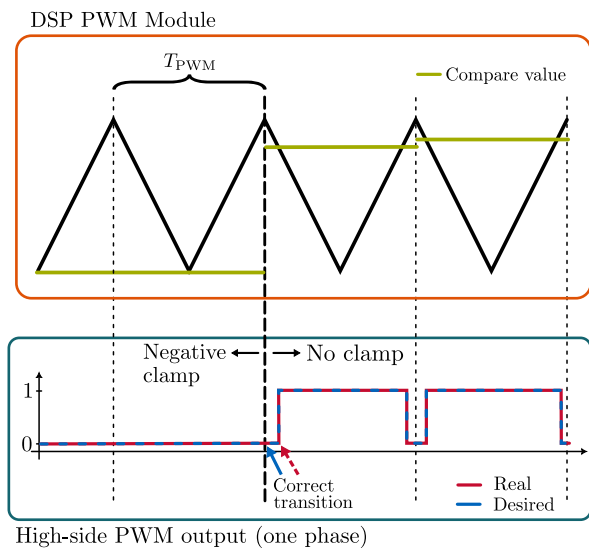 DSP PWM Module
T_PWM
Compare value
Negative
clamp
No clamp
1
0
Correct
transition
Real
Desired
High-side PWM output (one phase)